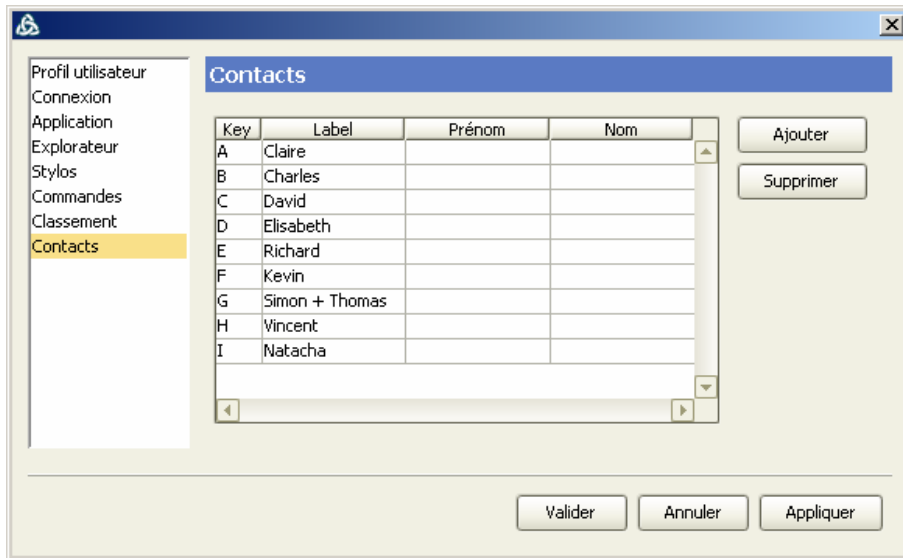 Profil utilisateur
Connexion
Application
Explorateur
Stylos
Commandes
Classement
Contacts
Contacts
Key Label Prénom Nom
A Claire
B Charles
C David
D Elisabeth
E Richard
F Kevin
G Simon + Thomas
H Vincent
I Natacha
Ajouter
Supprimer
Valider Annuler Appliquer